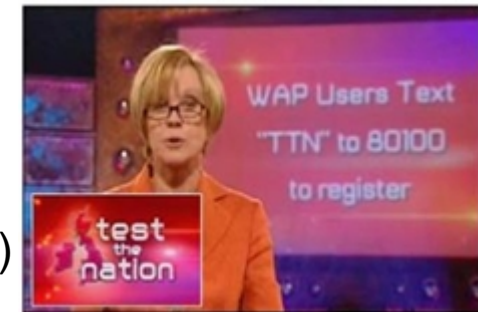 WAP Users Text
"TTN" to 80100
to register
)
test
the
nation